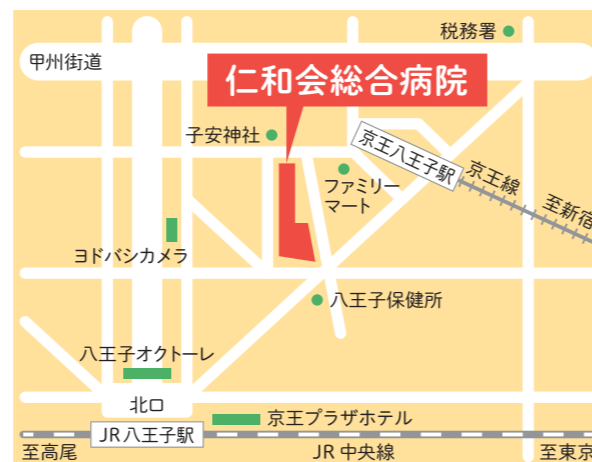 税務署
甲州街道
仁和会総合病院
子安神社
京王八王子駅
京王線
至新宿
ファミリー
マート
ヨドバシカメラ
八王子保健所
八王子オクトーレ
北口
京王プラザホテル
JR八王子駅
至高尾
JR中央線
至東京